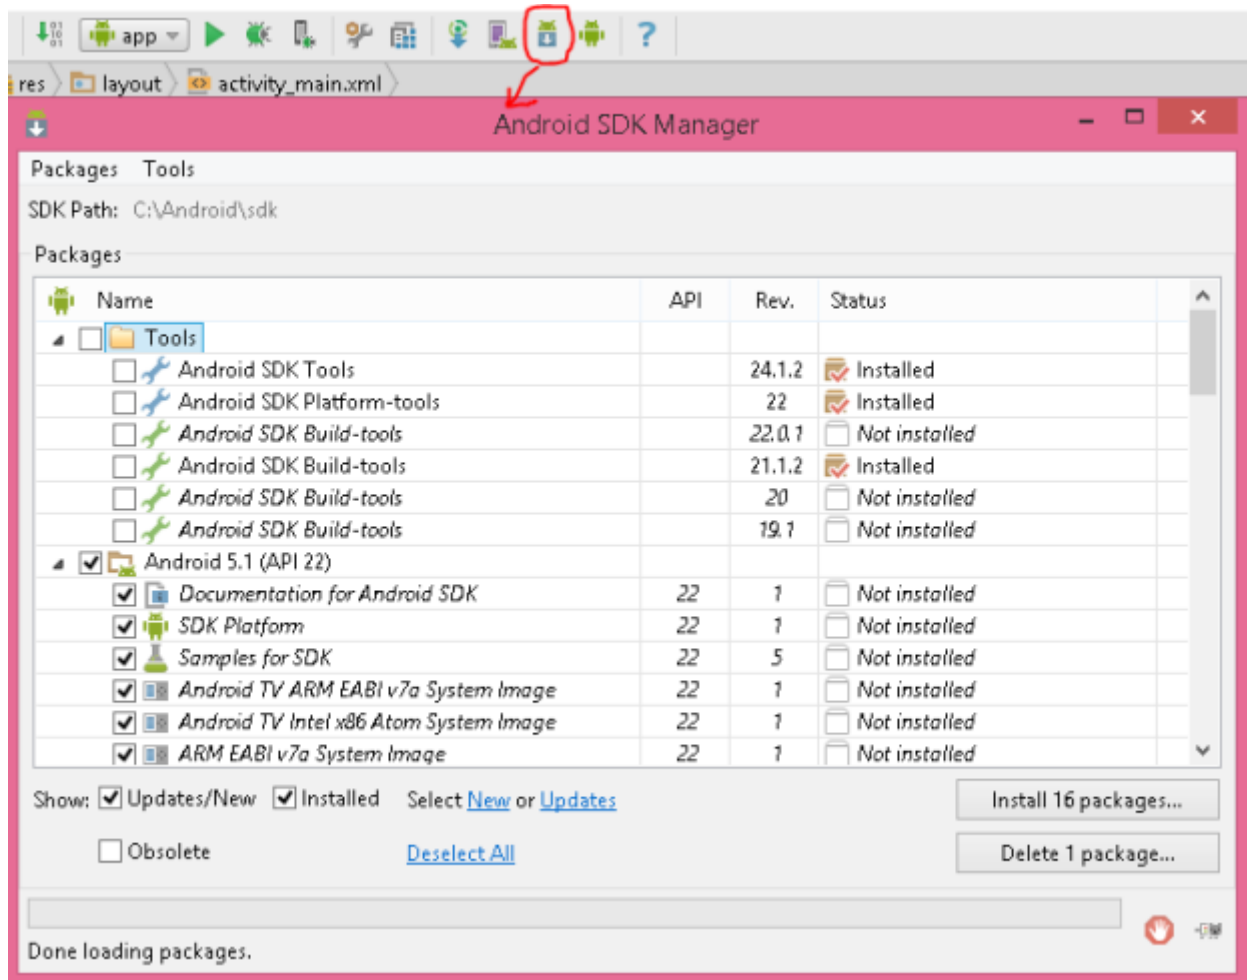 app
res layout activity_main.xml
Android SDK Manager
Packages Tools
SDK Path: C:\Android\sdk
Packages
Name API Rev. Status
Tools
Android SDK Tools 24.1.2 Installed
Android SDK Platform-tools 22 Installed
Android SDK Build-tools 22.0.1 Not installed
Android SDK Build-tools 21.1.2 Installed
Android SDK Build-tools 20 Not installed
Android SDK Build-tools 19.1 Not installed
Android 5.1 (API 22)
Documentation for Android SDK 22 1 Not installed
SDK Platform 22 1 Not installed
Samples for SDK 22 5 Not installed
Android TV ARM EABI v7a System Image 22 1 Not installed
Android TV Intel x86 Atom System Image 22 1 Not installed
ARM EABI v7a System Image 22 1 Not installed
Show: Updates/New Installed Select New or Updates Install 16 packages...
Obsolete Deselect All Delete 1 package...
Done loading packages.